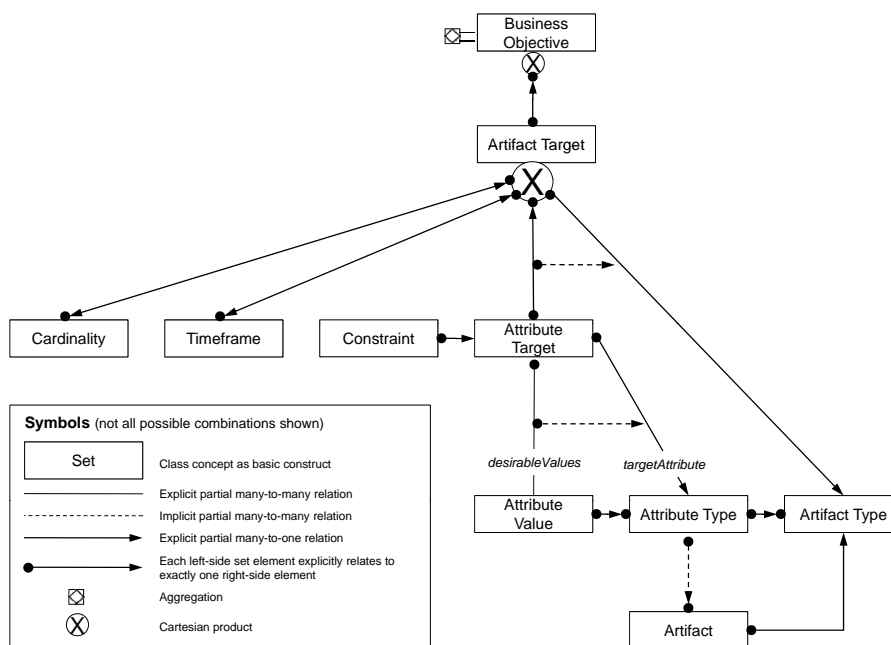 Business
Objective
X
Artifact Target
X
Cardinality
Timeframe
Constraint
Attribute
Target
desirableValues
targetAttribute
Attribute
Value
Attribute Type
Artifact Type
Artifact
Symbols (not all possible combinations shown)
Set
Class concept as basic construct
Explicit partial many-to-many relation
Implicit partial many-to-many relation
Explicit partial many-to-one relation
Each left-side set element explicitly relates to
exactly one right-side element
Aggregation
X
Cartesian product